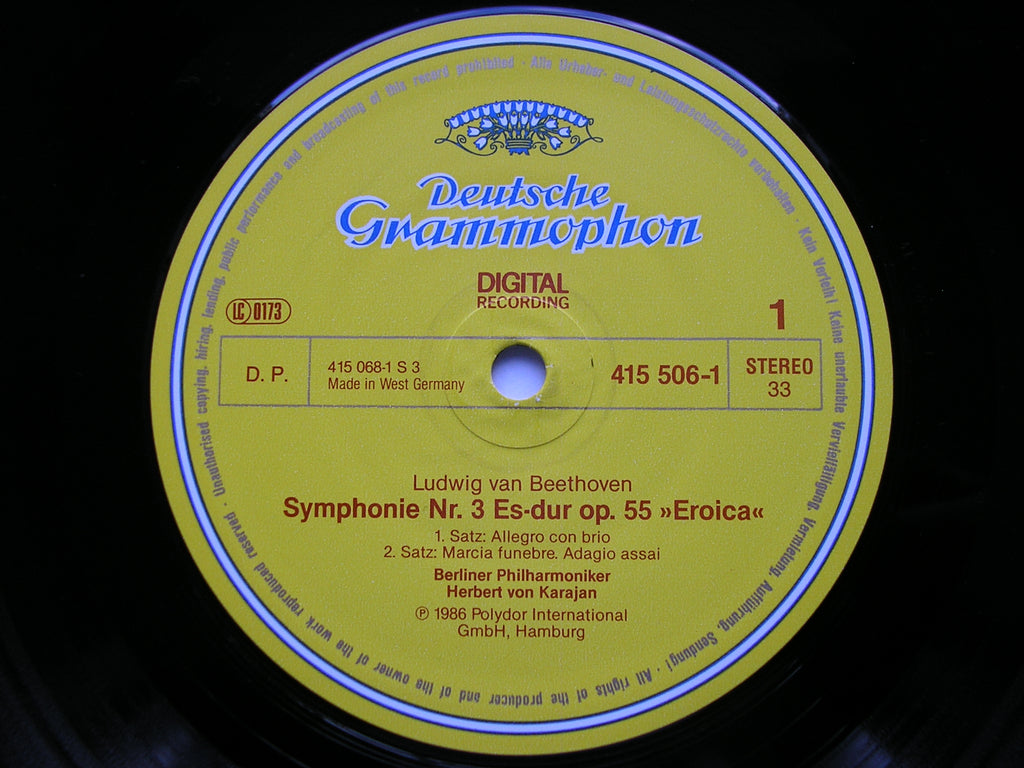 Unauthorised copying, hiring, lending, public performance and broadcasting of this record prohibited · Alle Urheber- und Leistungsschutzrechte vorbehalten · Kein Verleih! Keine unerlaubte Vervielfältigung, Vermietung, Aufführung, Sendung! · All rights of the producer and of the owner of the work reproduced reserved ·
Deutsche
Grammophon
DIGITAL
RECORDING
LC 0173
1
D. P.
415 068-1 S 3
Made in West Germany
415 506-1
STEREO
33
Ludwig van Beethoven
Symphonie Nr. 3 Es-dur op. 55 »Eroica«
1. Satz: Allegro con brio
2. Satz: Marcia funebre. Adagio assai
Berliner Philharmoniker
Herbert von Karajan
℗ 1986 Polydor International
GmbH, Hamburg